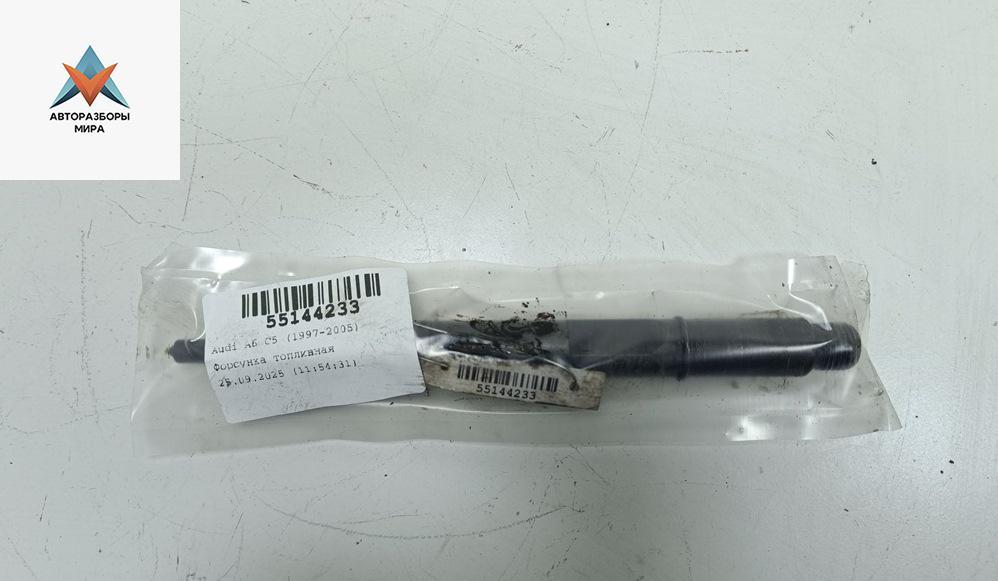 АВТОРАЗБОРЫ
МИРА
55144233
Audi A6 C5 (1997-2005)
Форсунка топливная
25.09.2025 (11:54:31)
55144233